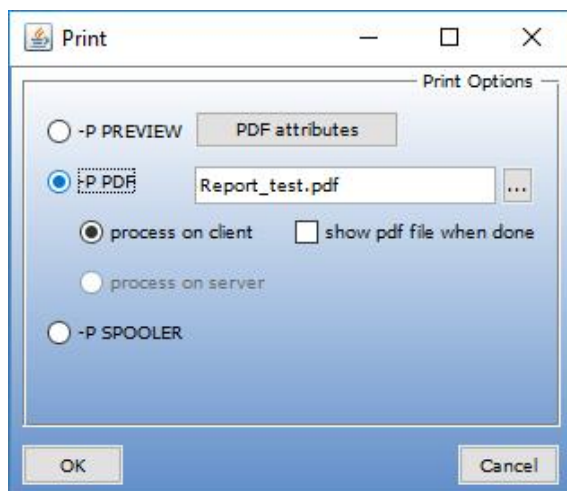 Print
Print Options
-P PREVIEW PDF attributes
-P PDF Report_test.pdf ...
process on client show pdf file when done
process on server
-P SPOOLER
OK Cancel